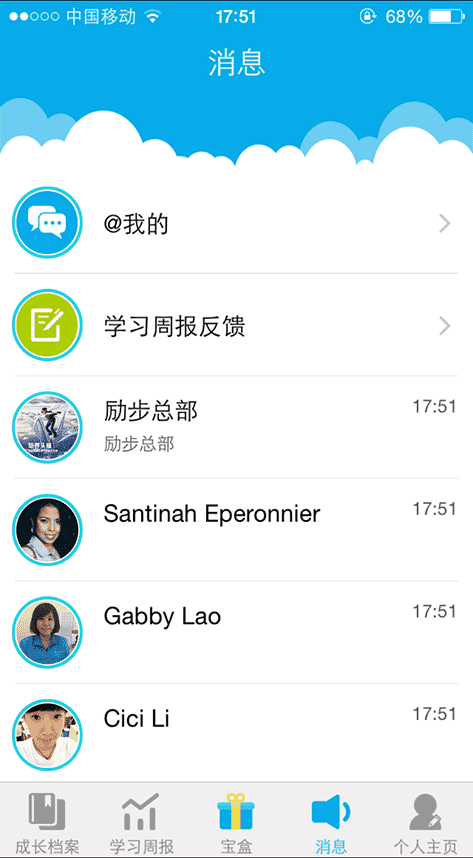 中国移动 17:51 68%
消息
@我的
学习周报反馈
励步总部 17:51
励步总部
Santinah Eperonnier 17:51
Gabby Lao 17:51
Cici Li 17:51
成长档案 学习周报 宝盒 消息 个人主页